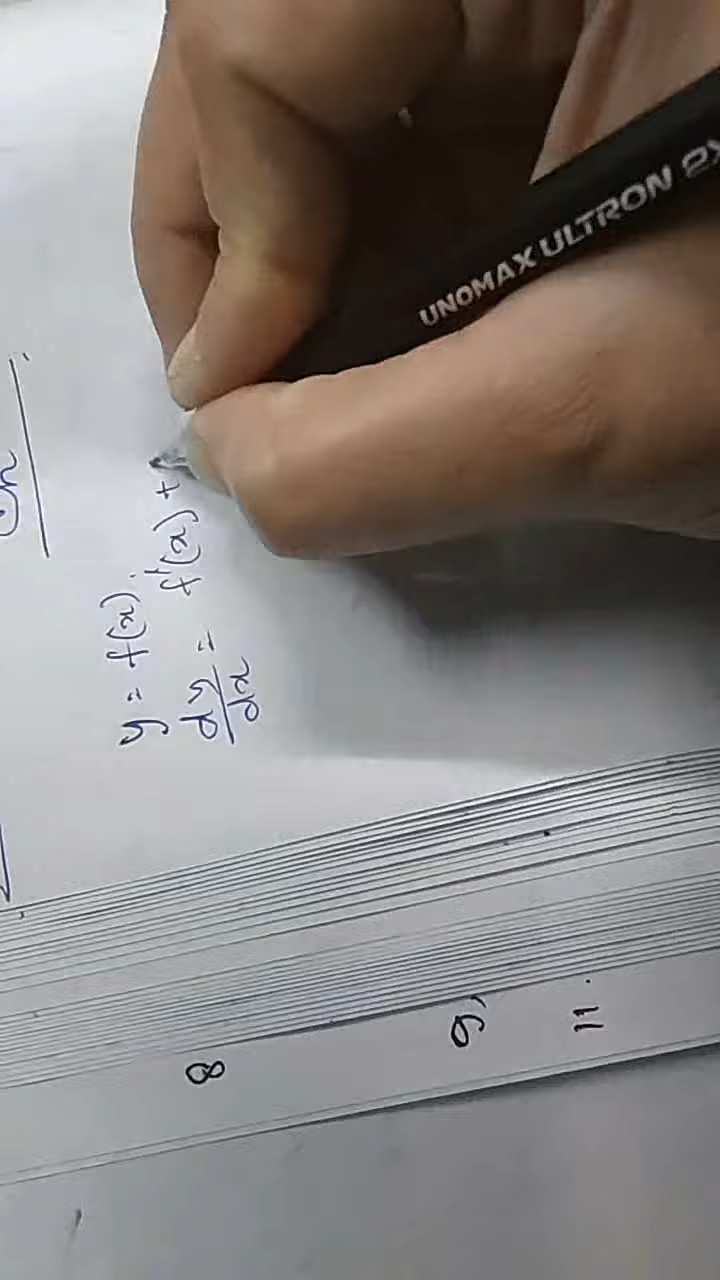 y = f(x).
dy/dx = f'(x) +
UNOMAX ULTRON 2X
8
9,
11.